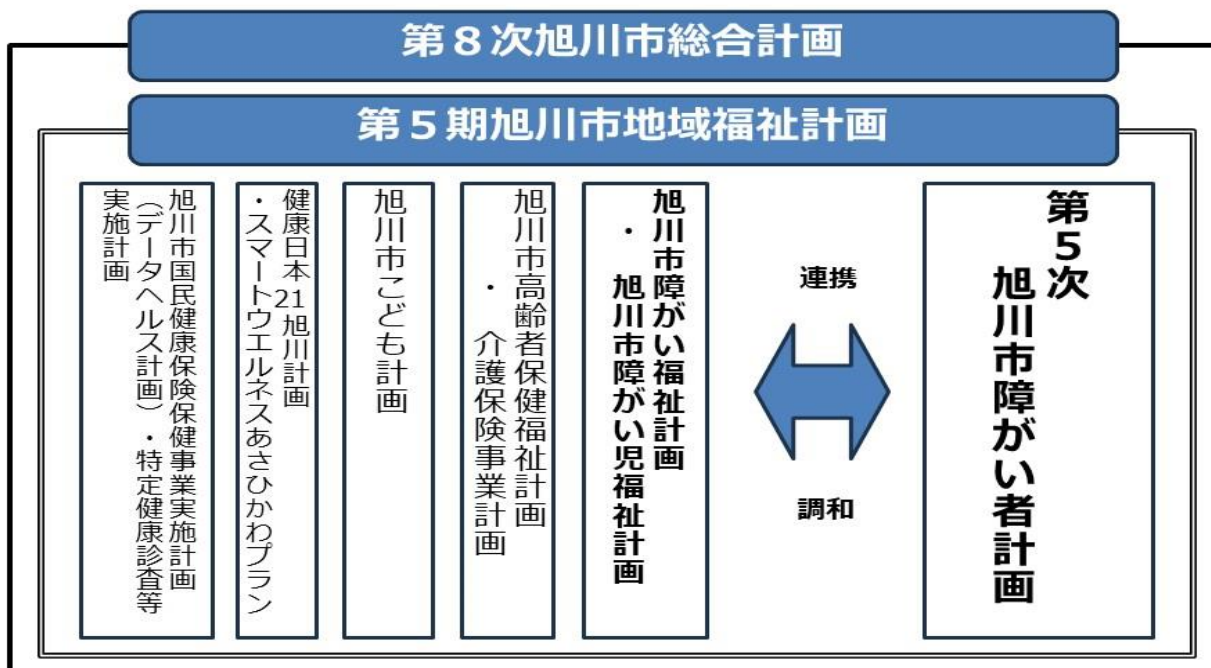 第８次旭川市総合計画
第５期旭川市地域福祉計画
第５次
旭川市障がい者計画
連携
調和
旭川市障がい福祉計画
・ 旭川市障がい児福祉計画
旭川市高齢者保健福祉計画
・ 介護保険事業計画
旭川市こども計画
健康日本21旭川計画
・スマートウエルネスあさひかわプラン
旭川市国民健康保険保健事業実施計画
（データヘルス計画）・特定健康診査等
実施計画